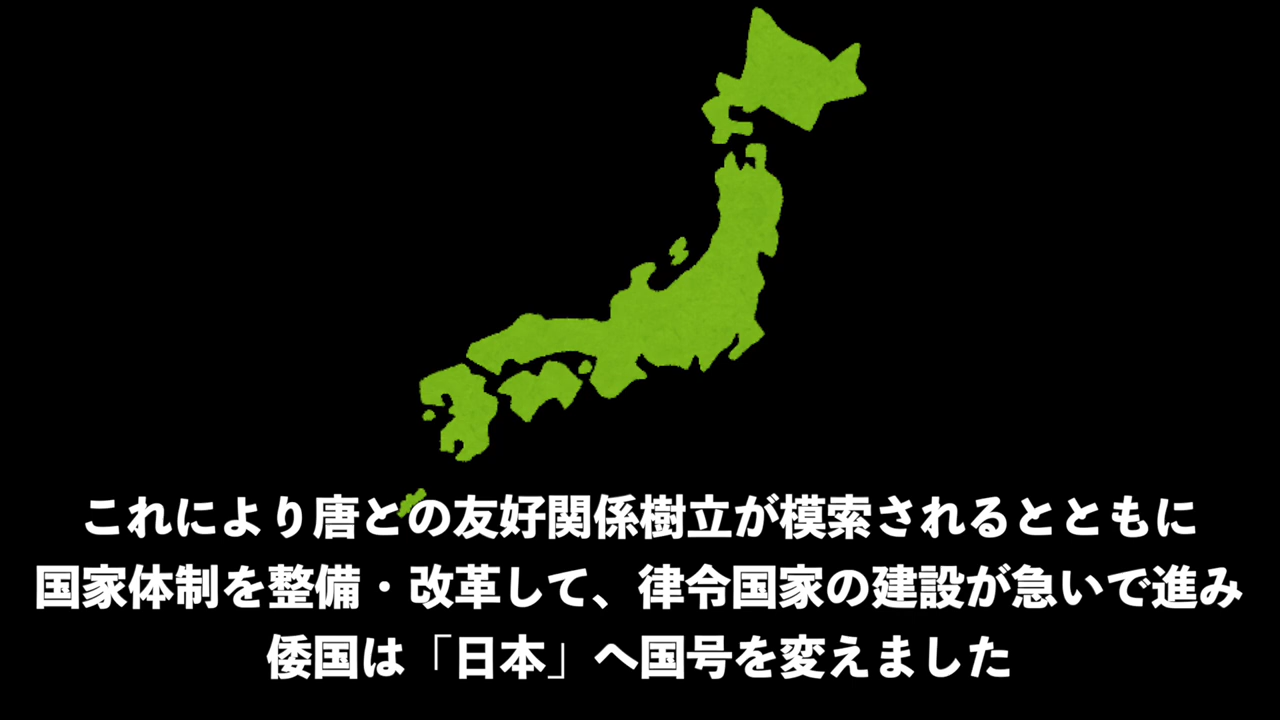 これにより唐との友好関係樹立が模索されるとともに
国家体制を整備・改革して、律令国家の建設が急いで進み
倭国は「日本」へ国号を変えました